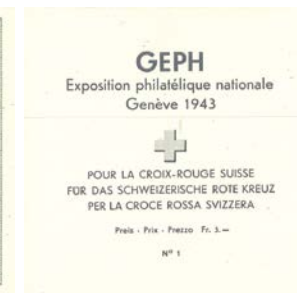 GEPH
Exposition philatélique nationale
Genève 1943
POUR LA CROIX-ROUGE SUISSE
FÜR DAS SCHWEIZERISCHE ROTE KREUZ
PER LA CROCE ROSSA SVIZZERA
Preis - Prix - Prezzo Fr. 3.—
Nº 1